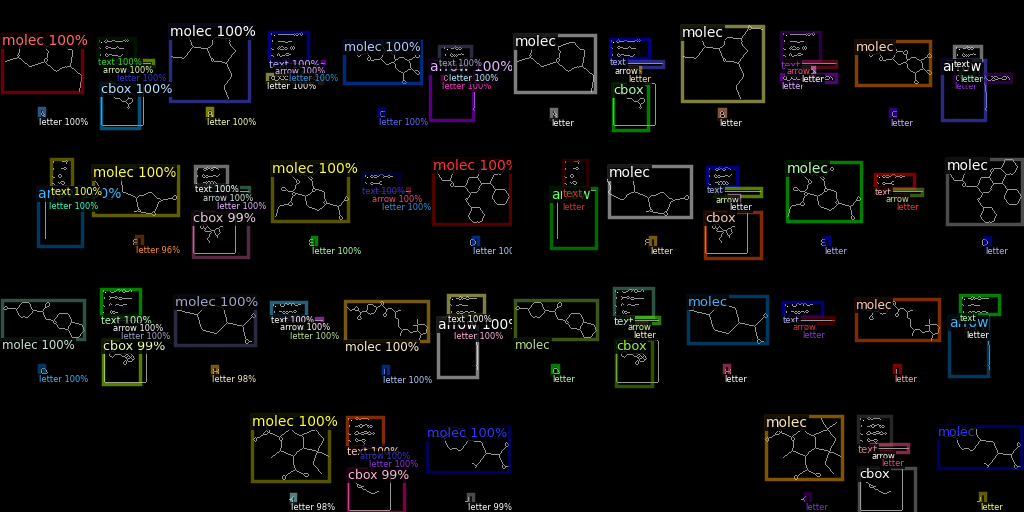 molec 100%
text 100%
arrow 100%
letter 100%
cbox 100%
letter 100%
molec 100%
letter 100%
text 100%
arrow 100%
letter 100%
letter 100%
molec 100%
letter 100%
text 100%
arrow 100%
letter 100%
letter 100%
molec
letter
text
arrow
letter
cbox
molec
letter
text
arrow
letter
letter
molec
letter
arrow
text
letter
letter
text 100%
letter 100%
molec 100%
letter 96%
text 100%
arrow 100%
letter 100%
cbox 99%
molec 100%
letter 100%
text 100%
arrow 100%
letter 100%
molec 100%
arrow
text
letter
molec
letter
text
arrow
letter
cbox
molec
letter
text
arrow
letter
molec
letter
molec 100%
letter 100%
text 100%
arrow 100%
letter 100%
cbox 99%
molec 100%
letter 98%
text 100%
arrow 100%
letter 100%
molec 100%
letter 100%
text 100%
arrow 100%
letter 100%
molec
letter
text
arrow
letter
cbox
molec
letter
text
arrow
letter
molec
letter
text
arrow
letter
molec 100%
letter 98%
text 100%
arrow 100%
letter 100%
cbox 99%
molec 100%
letter 99%
molec
letter
text
arrow
letter
cbox
molec
letter